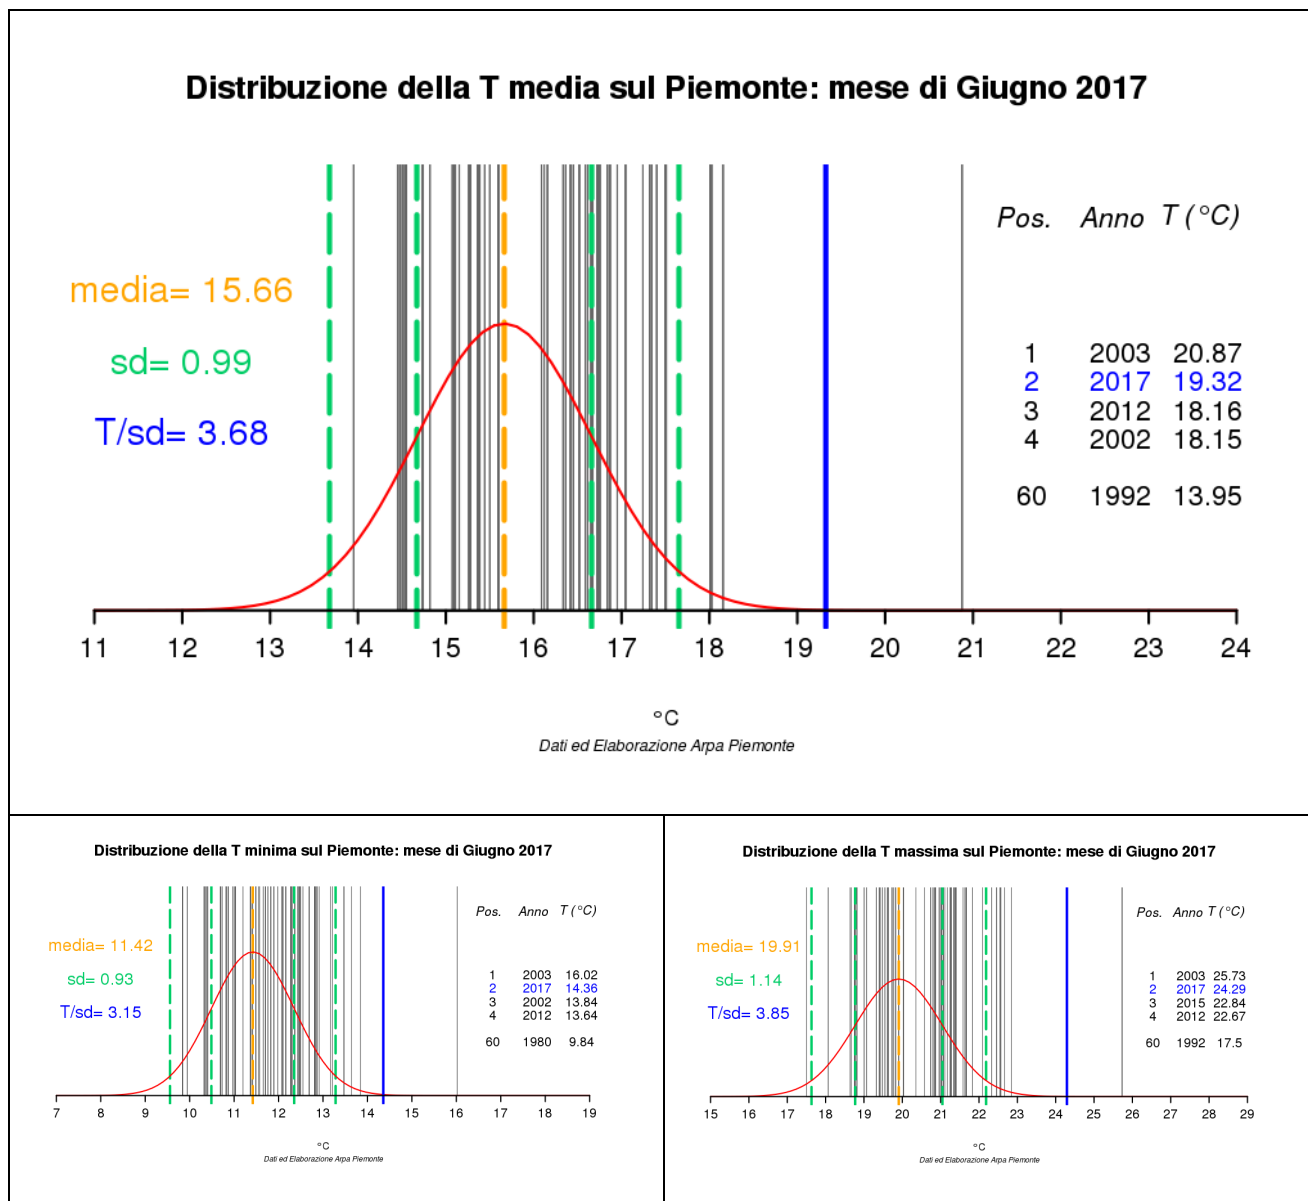 Distribuzione della T media sul Piemonte: mese di Giugno 2017
media= 15.66
sd= 0.99
T/sd= 3.68
Pos. Anno T (°C)
1 2003 20.87
2 2017 19.32
3 2012 18.16
4 2002 18.15
60 1992 13.95
11 12 13 14 15 16 17 18 19 20 21 22 23 24
°C
Dati ed Elaborazione Arpa Piemonte
Distribuzione della T minima sul Piemonte: mese di Giugno 2017
media= 11.42
sd= 0.93
T/sd= 3.15
Pos. Anno T (°C)
1 2003 16.02
2 2017 14.36
3 2002 13.84
4 2012 13.64
60 1980 9.84
7 8 9 10 11 12 13 14 15 16 17 18 19
°C
Dati ed Elaborazione Arpa Piemonte
Distribuzione della T massima sul Piemonte: mese di Giugno 2017
media= 19.91
sd= 1.14
T/sd= 3.85
Pos. Anno T (°C)
1 2003 25.73
2 2017 24.29
3 2015 22.84
4 2012 22.67
60 1992 17.5
15 16 17 18 19 20 21 22 23 24 25 26 27 28 29
°C
Dati ed Elaborazione Arpa Piemonte